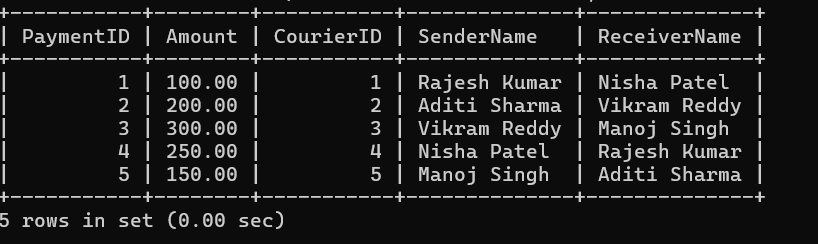 +-----------+--------+-----------+--------------+--------------+
| PaymentID | Amount | CourierID | SenderName   | ReceiverName |
+-----------+--------+-----------+--------------+--------------+
|         1 | 100.00 |         1 | Rajesh Kumar | Nisha Patel  |
|         2 | 200.00 |         2 | Aditi Sharma | Vikram Reddy |
|         3 | 300.00 |         3 | Vikram Reddy | Manoj Singh  |
|         4 | 250.00 |         4 | Nisha Patel  | Rajesh Kumar |
|         5 | 150.00 |         5 | Manoj Singh  | Aditi Sharma |
+-----------+--------+-----------+--------------+--------------+
5 rows in set (0.00 sec)